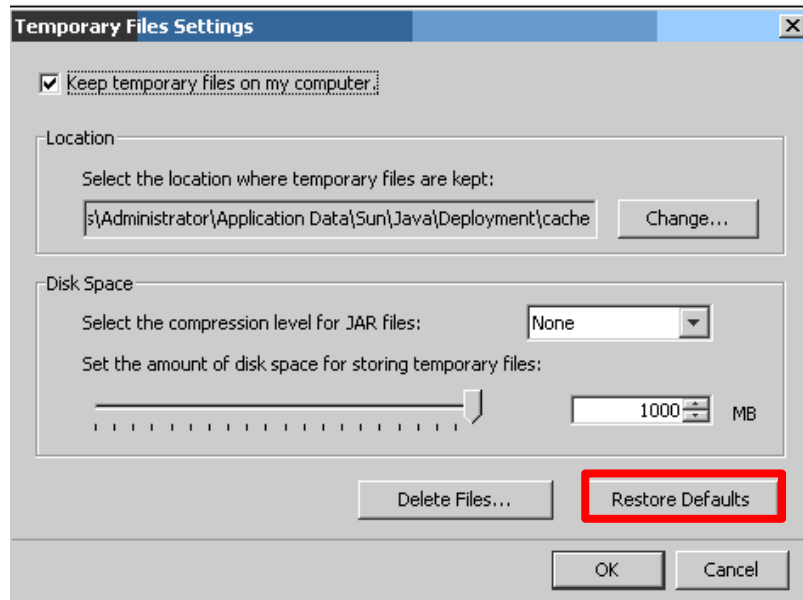 Temporary Files Settings
Keep temporary files on my computer.
Location
Select the location where temporary files are kept:
s\Administrator\Application Data\Sun\Java\Deployment\cache
Change...
Disk Space
Select the compression level for JAR files:
None
Set the amount of disk space for storing temporary files:
1000
MB
Delete Files...
Restore Defaults
OK
Cancel